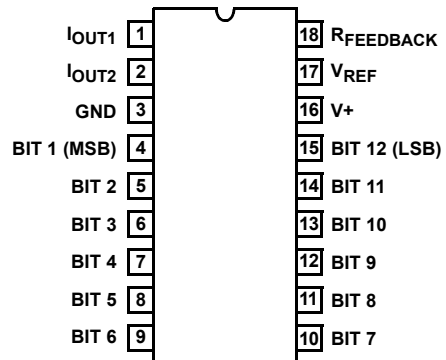 IOUT1 1 18 RFEEDBACK
IOUT2 2 17 VREF
GND 3 16 V+
BIT 1 (MSB) 4 15 BIT 12 (LSB)
BIT 2 5 14 BIT 11
BIT 3 6 13 BIT 10
BIT 4 7 12 BIT 9
BIT 5 8 11 BIT 8
BIT 6 9 10 BIT 7